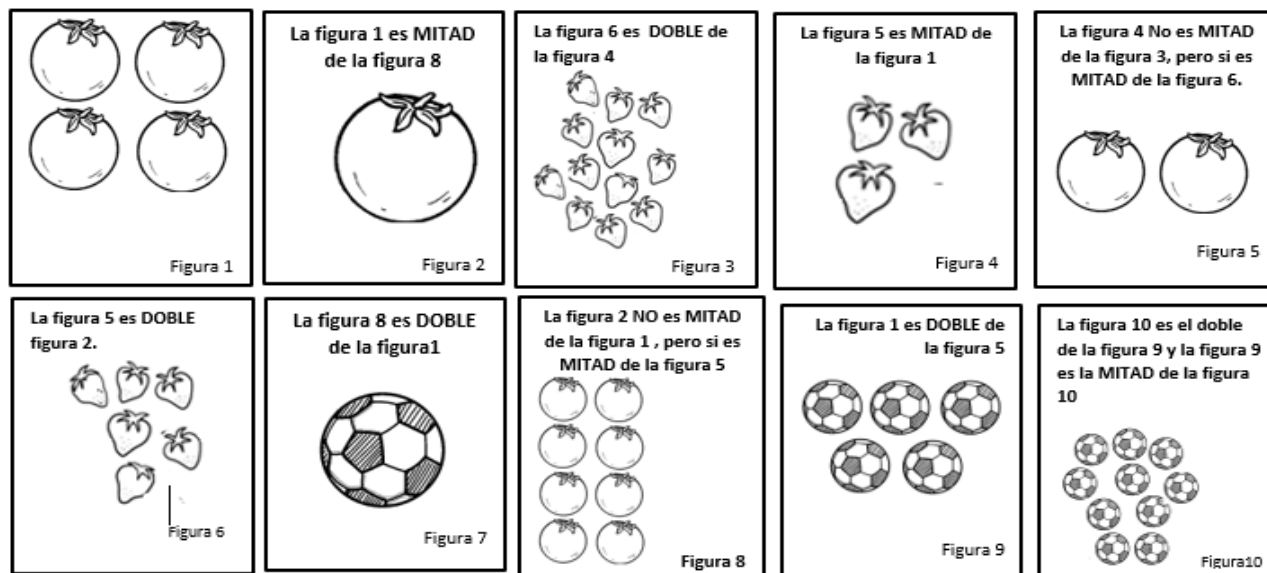 Figura 1
La figura 1 es MITAD
de la figura 8
Figura 2
La figura 6 es DOBLE de
la figura 4
Figura 3
La figura 5 es MITAD de
la figura 1
Figura 4
La figura 4 No es MITAD
de la figura 3, pero si es
MITAD de la figura 6.
Figura 5
La figura 5 es DOBLE
figura 2.
Figura 6
La figura 8 es DOBLE
de la figura1
Figura 7
La figura 2 NO es MITAD
de la figura 1 , pero si es
MITAD de la figura 5
Figura 8
La figura 1 es DOBLE de
la figura 5
Figura 9
La figura 10 es el doble
de la figura 9 y la figura 9
es la MITAD de la figura
10
Figura10